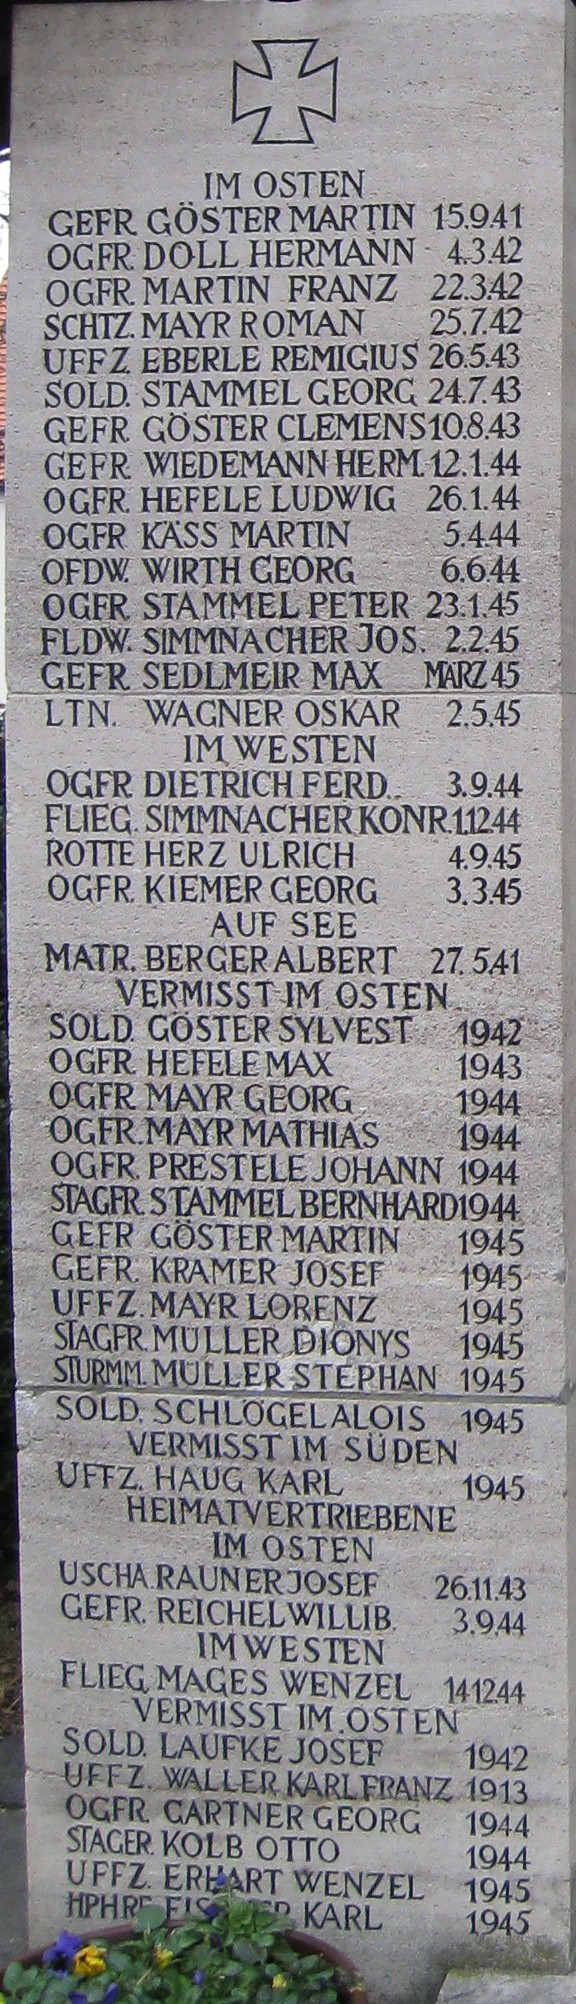 IM OSTEN
GEFR. GÖSTER MARTIN 15.9.41
OGFR. DOLL HERMANN 4.3.42
OGFR. MARTIN FRANZ 22.3.42
SCHTZ. MAYR ROMAN 25.7.42
UFFZ. EBERLE REMIGIUS 26.5.43
SOLD. STAMMEL GEORG 24.7.43
GEFR. GÖSTER CLEMENS 10.8.43
GEFR. WIEDEMANN HERM. 12.1.44
OGFR. HEFELE LUDWIG 26.1.44
OGFR. KÄSS MARTIN 5.4.44
OFDW. WIRTH GEORG 6.6.44
OGFR. STAMMEL PETER 23.1.45
FLDW. SIMMNACHER JOS. 2.2.45
GEFR. SEDLMEIR MAX MÄRZ 45
LTN. WAGNER OSKAR 2.5.45
IM WESTEN
OGFR. DIETRICH FERD. 3.9.44
FLIEG. SIMMNACHER KONR. 1.12.44
ROTTE HERZ ULRICH 4.9.45
OGFR. KIEMER GEORG 3.3.45
AUF SEE
MATR. BERGER ALBERT 27.5.41
VERMISST IM OSTEN
SOLD. GÖSTER SYLVEST 1942
OGFR. HEFELE MAX 1943
OGFR. MAYR GEORG 1944
OGFR. MAYR MATHIAS 1944
OGFR. PRESTELE JOHANN 1944
STAGFR. STAMMEL BERNHARD 1944
GEFR GÖSTER MARTIN 1945
GEFR. KRAMER JOSEF 1945
UFFZ. MAYR LORENZ 1945
STAGFR. MÜLLER DIONYS 1945
STURMM. MÜLLER STEPHAN 1945
SOLD. SCHLÖGEL ALOIS 1945
VERMISST IM SÜDEN
UFFZ. HAUG KARL 1945
HEIMATVERTRIEBENE
IM OSTEN
USCHA. RAUNER JOSEF 26.11.43
GEFR. REICHEL WILLIB. 3.9.44
IM WESTEN
FLIEG. MAGES WENZEL 14.12.44
VERMISST IM OSTEN
SOLD. LAUFKE JOSEF 1942
UFFZ. WALLER KARL FRANZ 1913
OGFR. GARTNER GEORG 1944
STAGFR. KOLB OTTO 1944
UFFZ. ERHART WENZEL 1945
KARL 1945